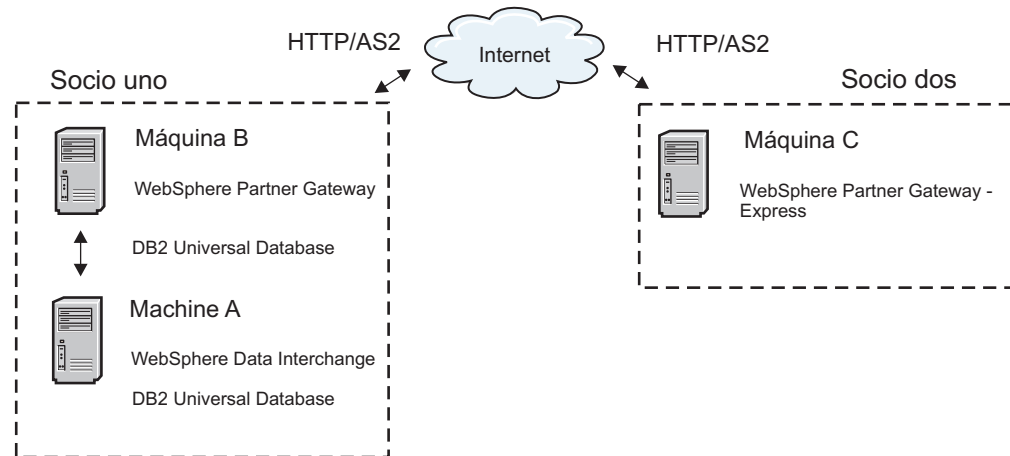 HTTP/AS2
Internet
HTTP/AS2
Socio uno
Socio dos
Máquina B
WebSphere Partner Gateway
DB2 Universal Database
Machine A
WebSphere Data Interchange
DB2 Universal Database
Máquina C
WebSphere Partner Gateway -
Express